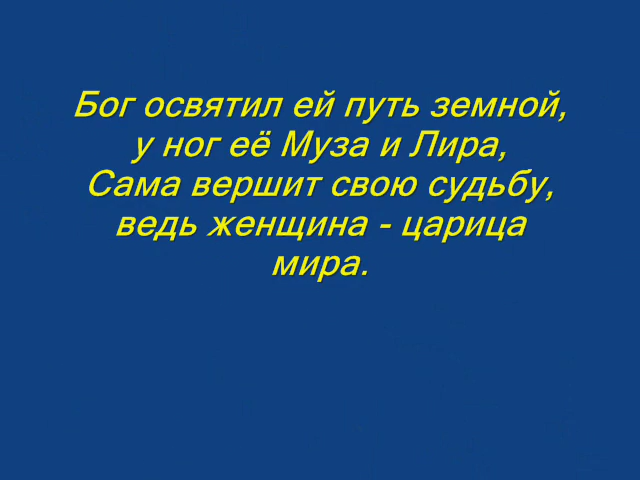 Бог освятил ей путь земной,
у ног её Муза и Лира,
Сама вершит свою судьбу,
ведь женщина - царица
мира.